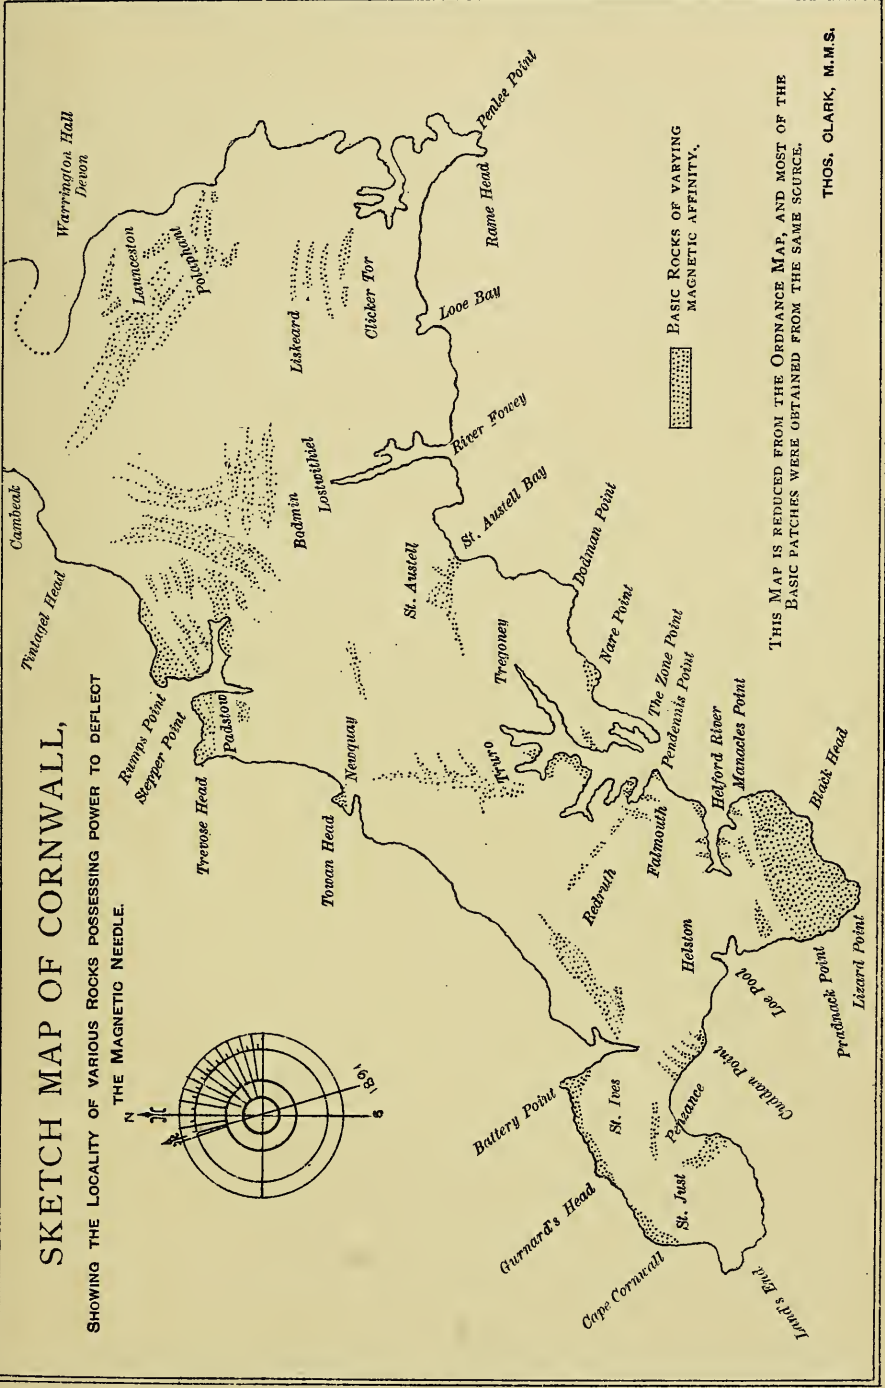 SKETCH MAP OF CORNWALL,
SHOWING THE LOCALITY OF VARIOUS ROCKS POSSESSING POWER TO DEFLECT
THE MAGNETIC NEEDLE.
N
S
1891
Warrington Hall
Devon
Launceston
Polaphant
Cambeak
Tintagel Head
Rumps Point
Stepper Point
Padstow
Trevose Head
Newquay
Towan Head
Liskeard
Clicker Tor
Penlee Point
Rame Head
Looe Bay
Bodmin
Lostwithiel
River Fowey
St. Austell Bay
St. Austell
Dodman Point
Nare Point
Tregoney
The Zone Point
Pendennis Point
Truro
Falmouth
Redruth
Helford River
Manacles Point
Black Head
Helston
Loe Pool
Pradnack Point
Lizard Point
Cuddan Point
Penzance
St. Ives
Battery Point
Gurnard's Head
St. Just
Cape Cornwall
Land's End
BASIC ROCKS OF VARYING
MAGNETIC AFFINITY.
THIS MAP IS REDUCED FROM THE ORDNANCE MAP, AND MOST OF THE
BASIC PATCHES WERE OBTAINED FROM THE SAME SOURCE.
THOS. CLARK, M.M.S.